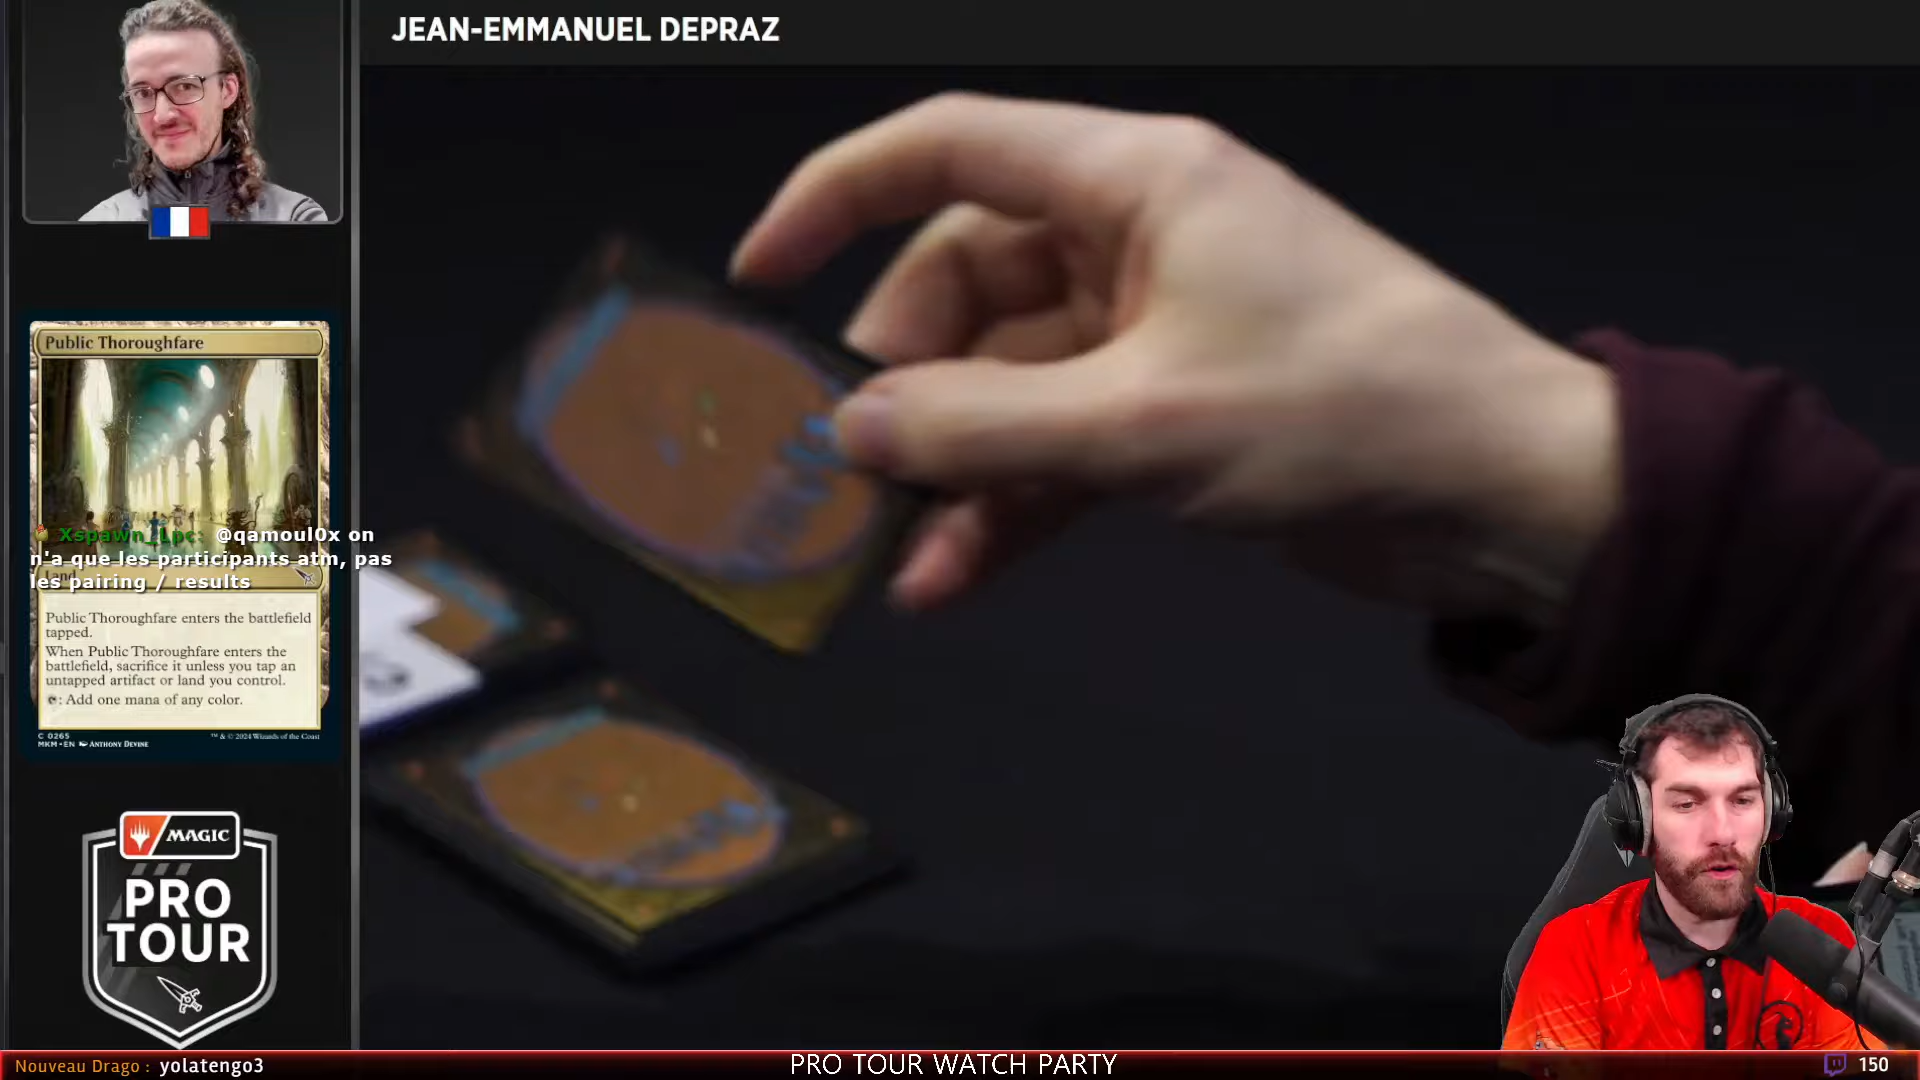 JEAN-EMMANUEL DEPRAZ
Public Thoroughfare
Xspawn_Lpc: @qamoul0x on
n'a que les participants atm, pas
les pairing / results
Public Thoroughfare enters the battlefield
tapped.
When Public Thoroughfare enters the
battlefield, sacrifice it unless you tap an
untapped artifact or land you control.
: Add one mana of any color.
C 0265
MKM • EN ANTHONY DEVINE
™ & © 2024 Wizards of the Coast
MAGIC
PRO
TOUR
Nouveau Drago : yolatengo3
PRO TOUR WATCH PARTY
150